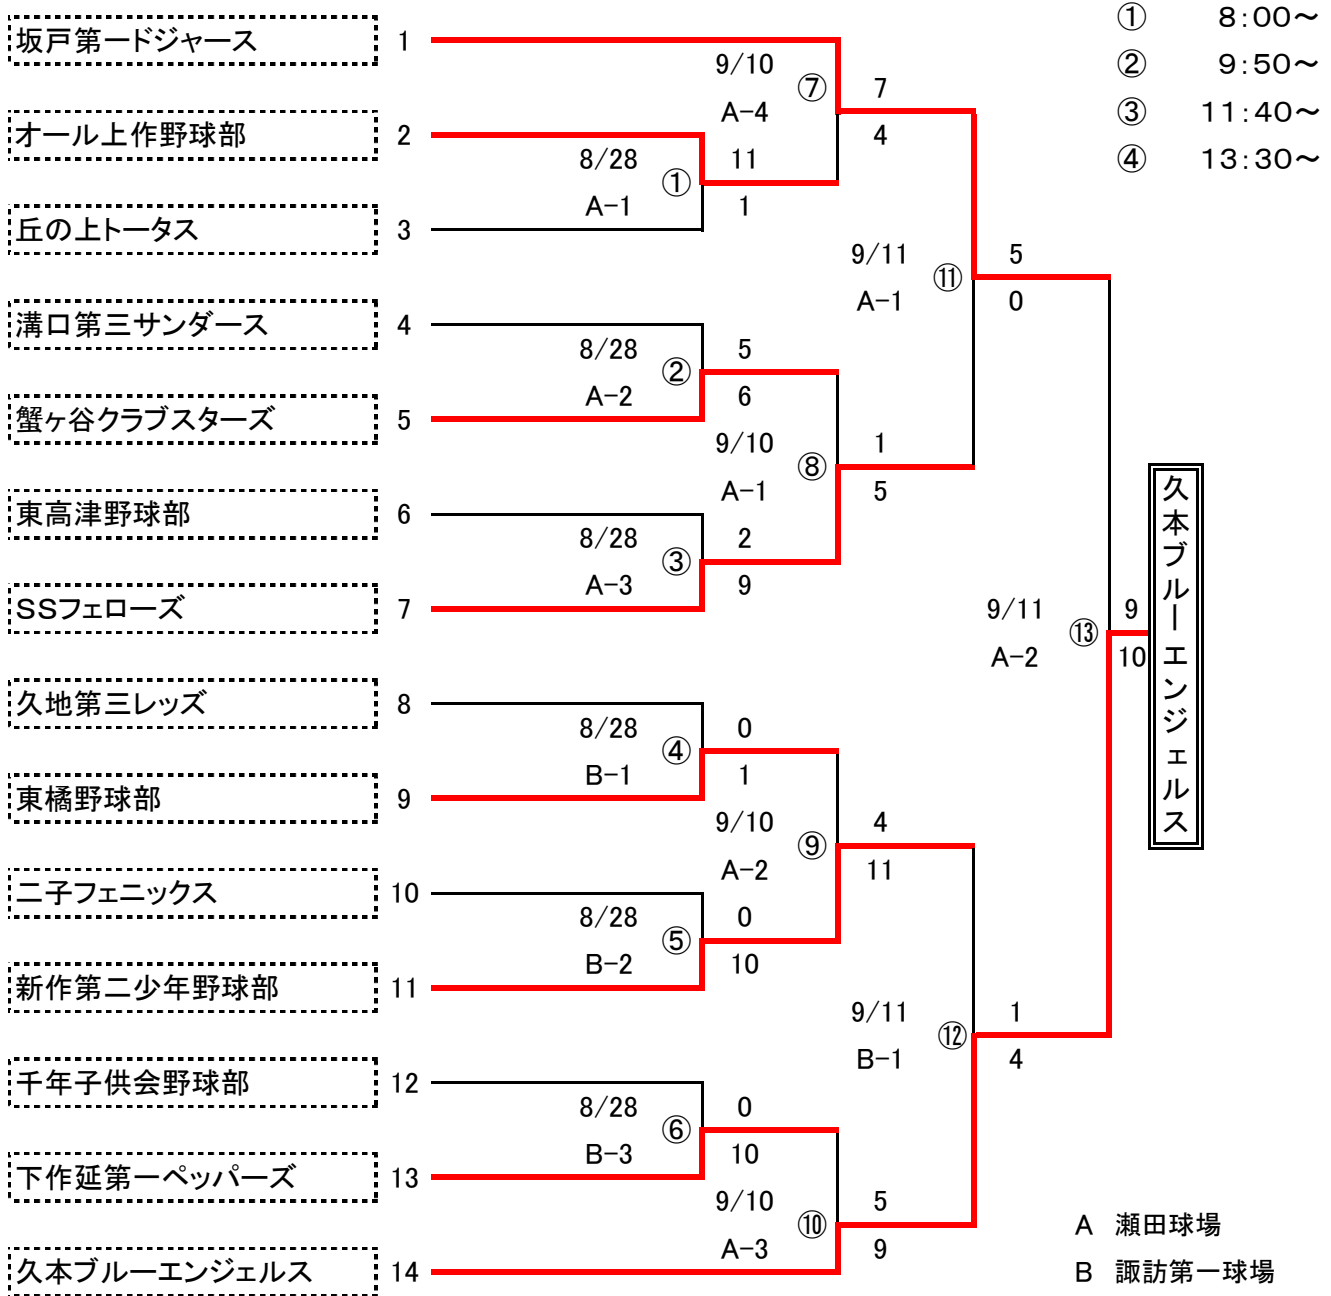 ① 8:00～
② 9:50～
③ 11:40～
④ 13:30～
坂戸第一ドジャース 1
9/10 ⑦ 7
A-4 4
オール上作野球部 2
8/28 ① 11
A-1 1
丘の上トータス 3
9/11 ⑪ 5
A-1 0
溝口第三サンダース 4
8/28 ② 5
A-2 6
蟹ヶ谷クラブスターズ 5
9/10 ⑧ 1
A-1 5
東高津野球部 6
8/28 ③ 2
A-3 9
SSフェローズ 7
9/11 ⑬ 9
A-2 10
久本ブルーエンジェルス
久地第三レッズ 8
8/28 ④ 0
B-1 1
東橘野球部 9
9/10 ⑨ 4
A-2 11
二子フェニックス 10
8/28 ⑤ 0
B-2 10
新作第二少年野球部 11
9/11 ⑫ 1
B-1 4
千年子供会野球部 12
8/28 ⑥ 0
B-3 10
下作延第一ペッパーズ 13
9/10 ⑩ 5
A-3 9
久本ブルーエンジェルス 14
A 瀬田球場
B 諏訪第一球場